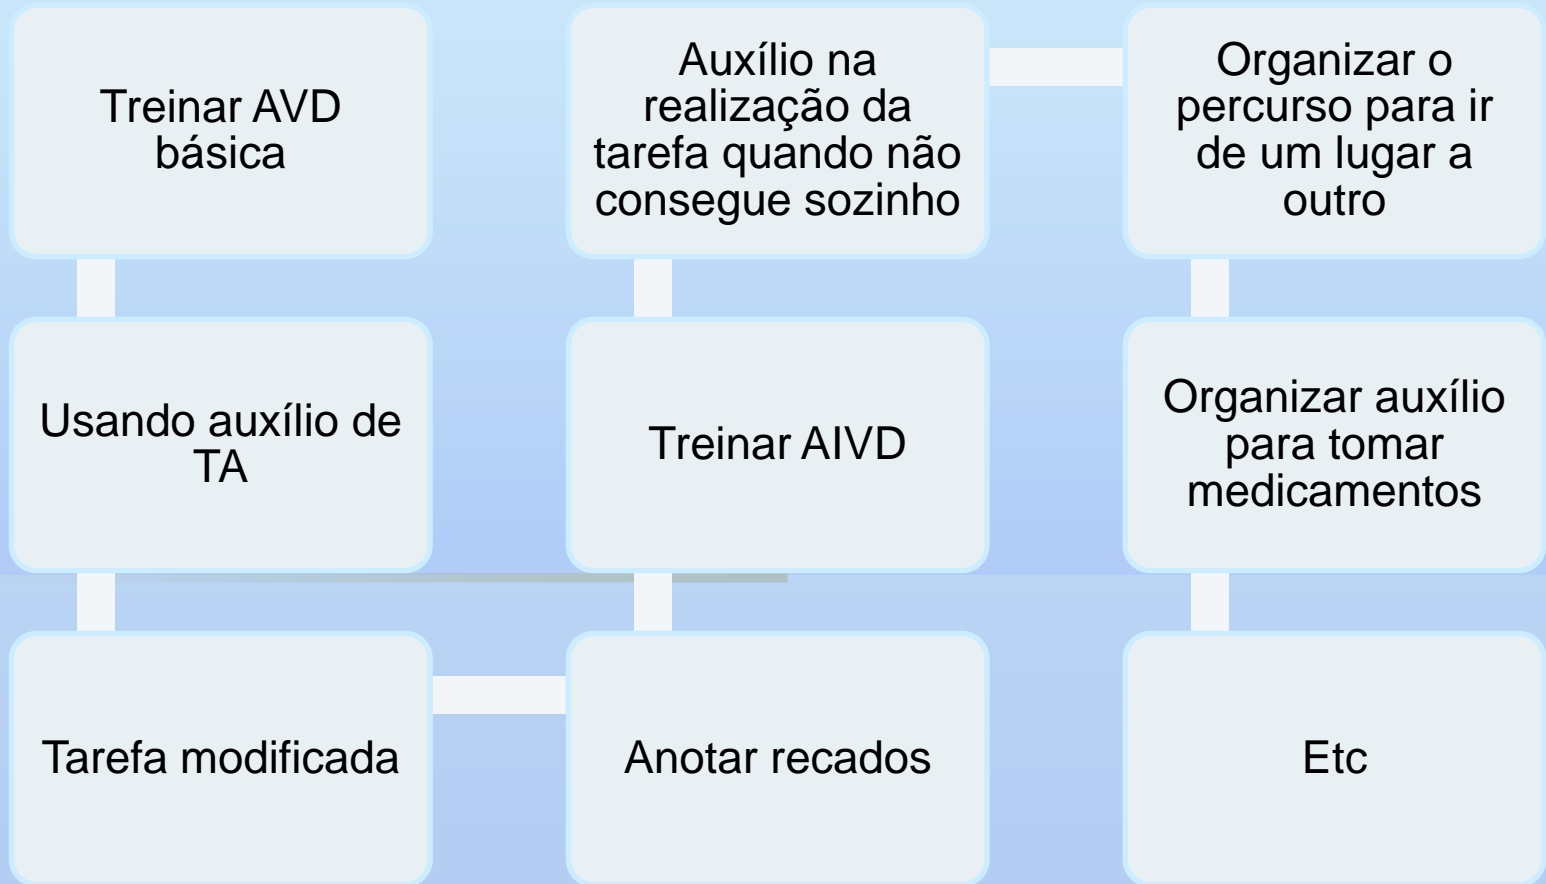 Treinar AVD
básica
Usando auxílio de
TA
Tarefa modificada
Anotar recados
Treinar AIVD
Auxílio na
realização da
tarefa quando não
consegue sozinho
Organizar o
percurso para ir
de um lugar a
outro
Organizar auxílio
para tomar
medicamentos
Etc